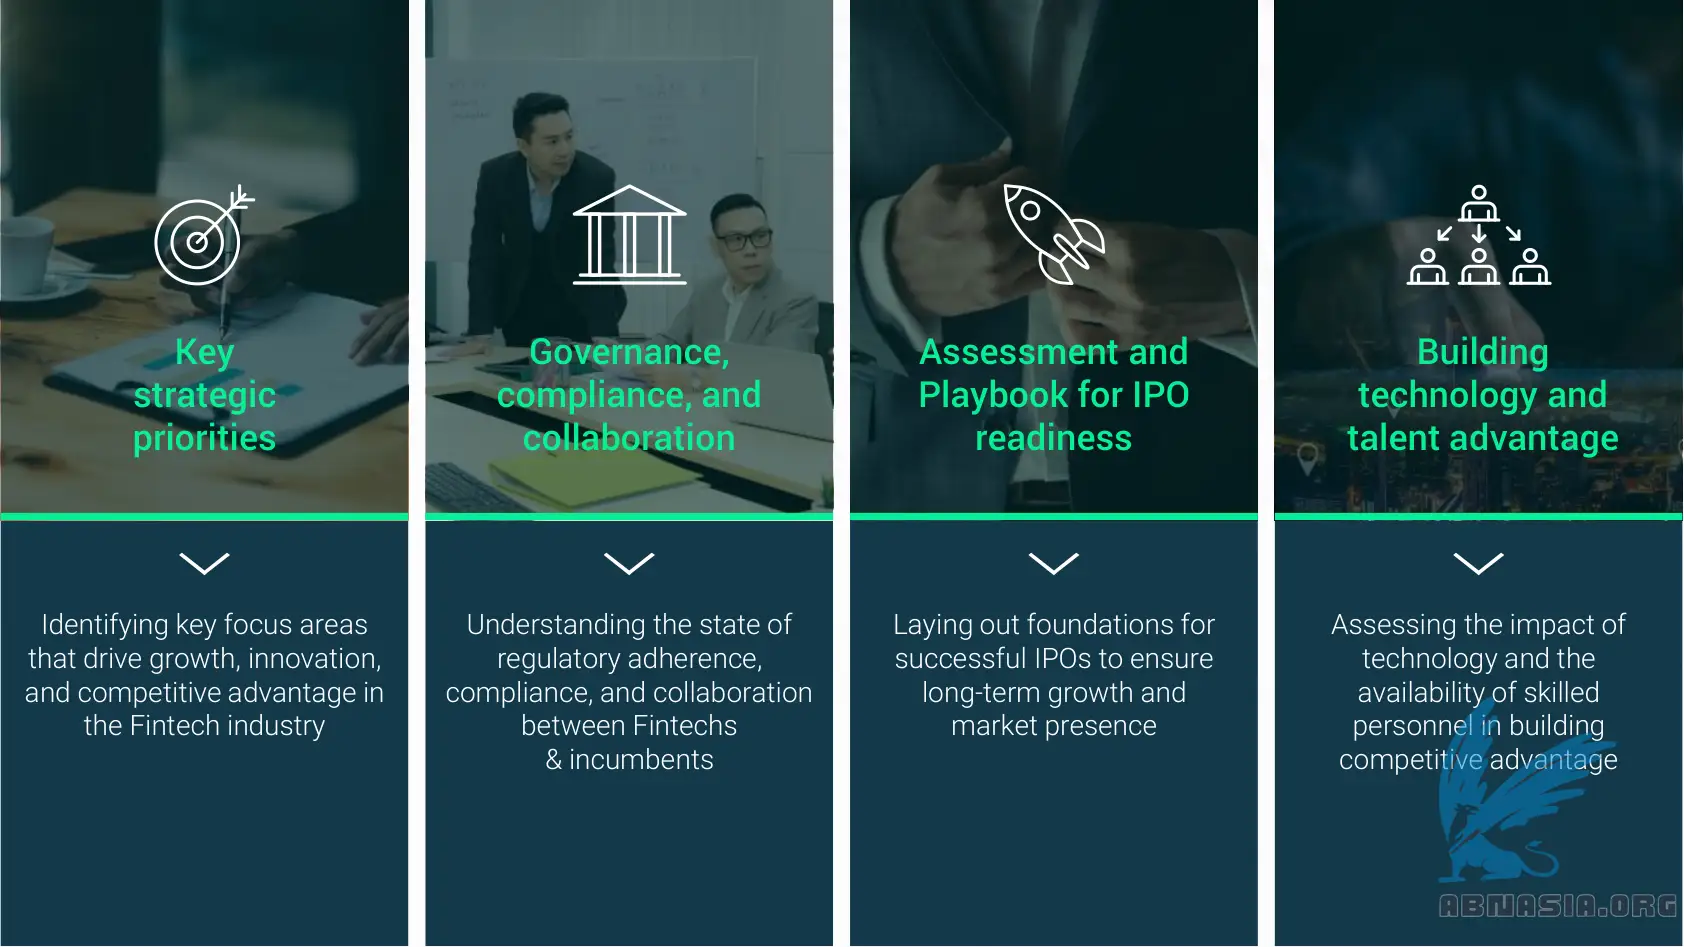 Key
strategic
priorities
Identifying key focus areas
that drive growth, innovation,
and competitive advantage in
the Fintech industry
Governance,
compliance, and
collaboration
Understanding the state of
regulatory adherence,
compliance, and collaboration
between Fintechs
& incumbents
Assessment and
Playbook for IPO
readiness
Laying out foundations for
successful IPOs to ensure
long-term growth and
market presence
Building
technology and
talent advantage
Assessing the impact of
technology and the
availability of skilled
personnel in building
competitive advantage
ABNASIA.ORG